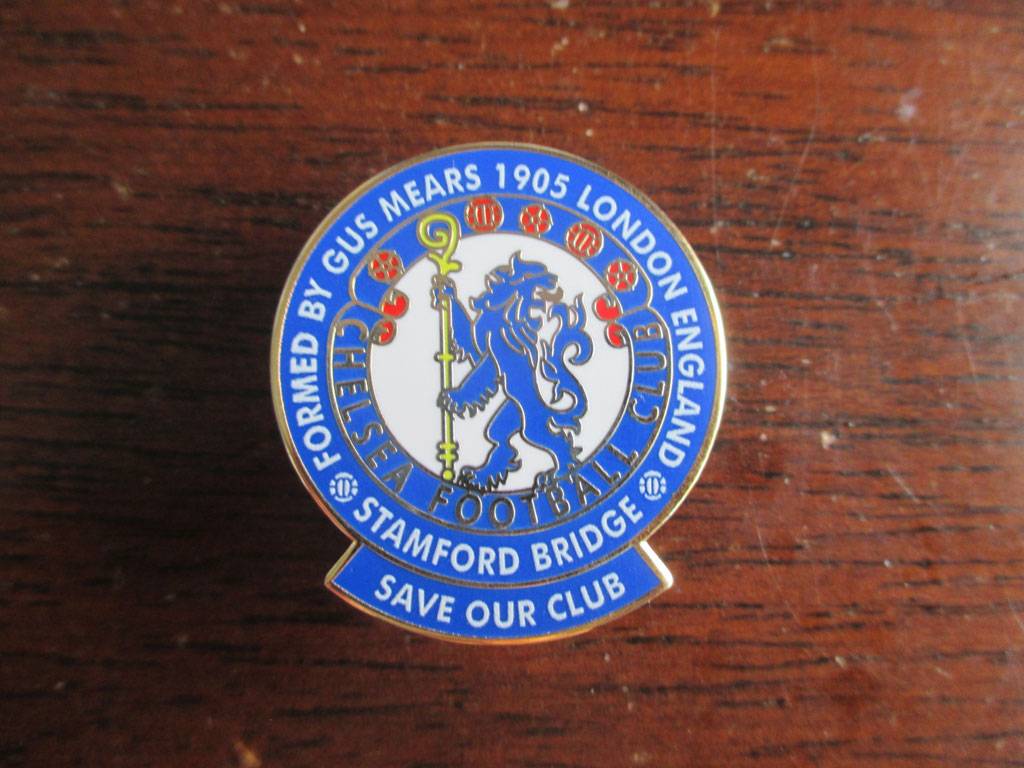 FORMED BY GUS MEARS 1905 LONDON ENGLAND
CHELSEA FOOTBALL CLUB
STAMFORD BRIDGE
SAVE OUR CLUB